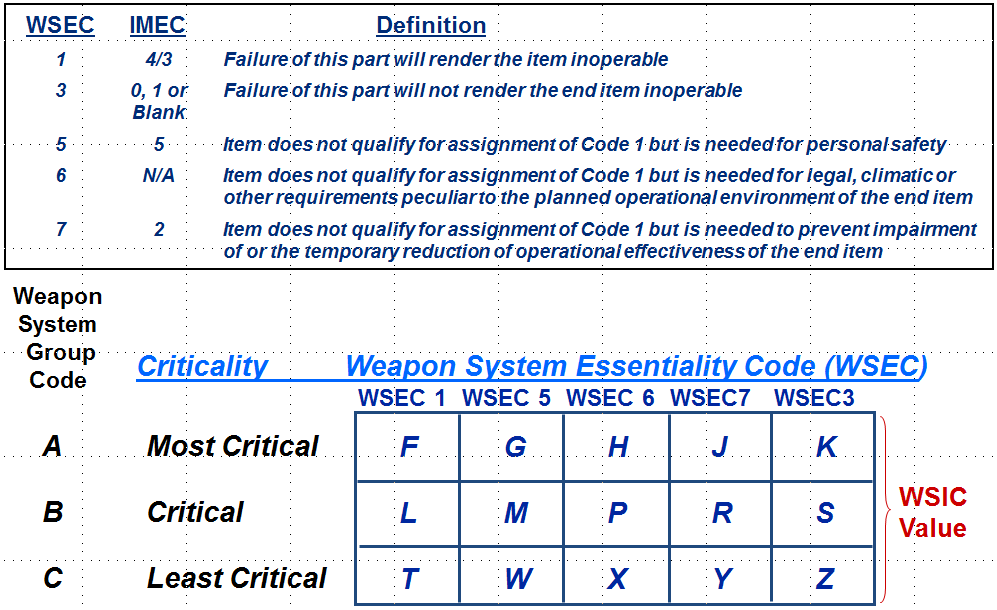 WSEC IMEC Definition
1 4/3 Failure of this part will render the item inoperable
3 0, 1 or Failure of this part will not render the end item inoperable
Blank
5 5 Item does not qualify for assignment of Code 1 but is needed for personal safety
6 N/A Item does not qualify for assignment of Code 1 but is needed for legal, climatic or
other requirements peculiar to the planned operational environment of the end item
7 2 Item does not qualify for assignment of Code 1 but is needed to prevent impairment
of or the temporary reduction of operational effectiveness of the end item
Weapon
System
Group
Code
Criticality Weapon System Essentiality Code (WSEC)
WSEC 1 WSEC 5 WSEC 6 WSEC7 WSEC3
A Most Critical F G H J K
B Critical L M P R S
C Least Critical T W X Y Z
WSIC
Value